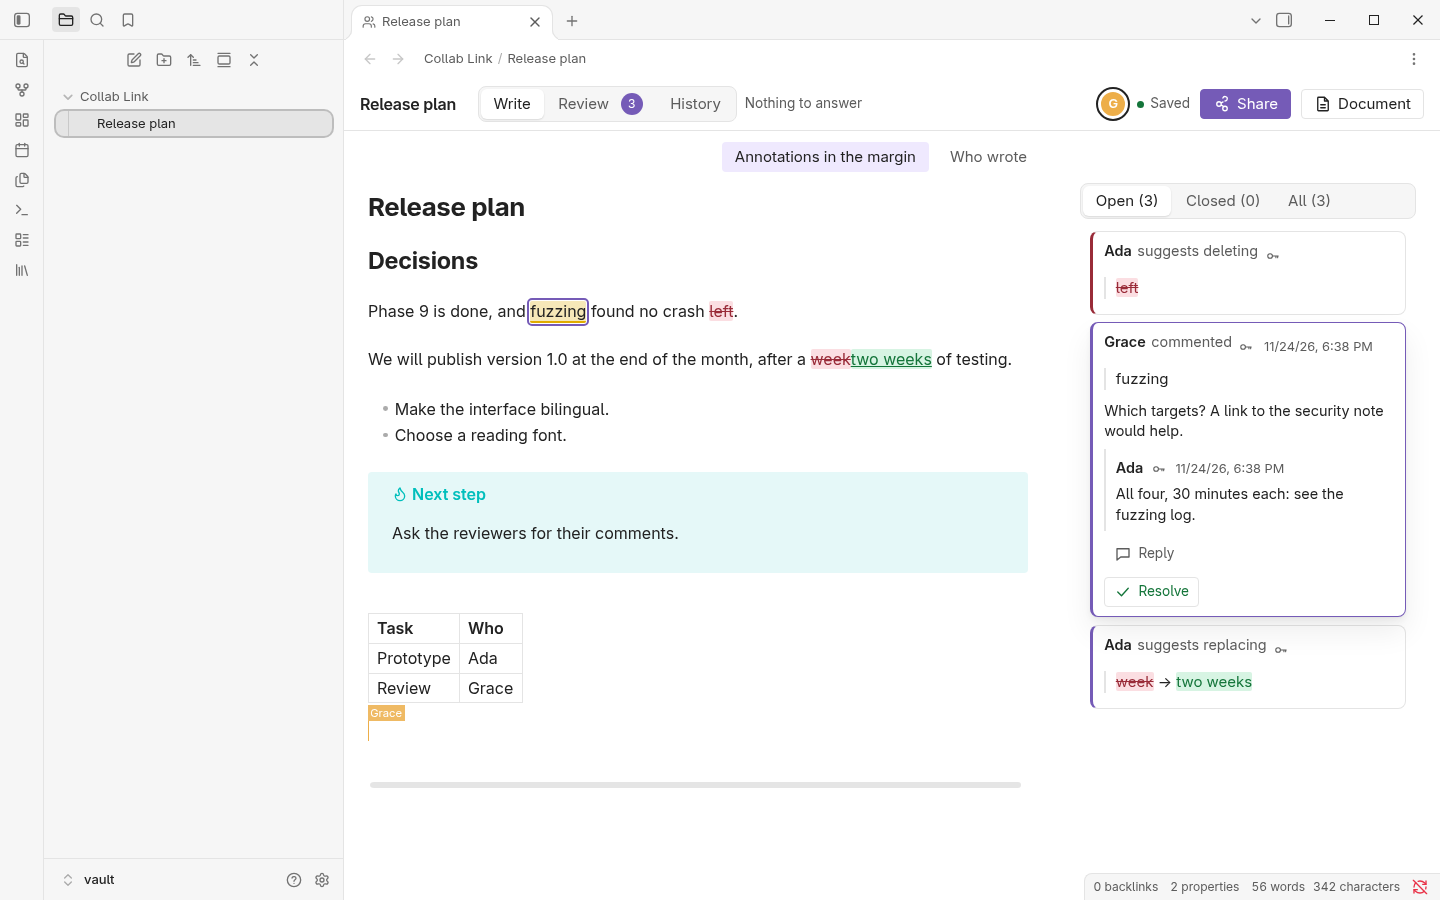 Release plan
Collab Link / Release plan
Collab Link
Release plan
Release plan
Write
Review 3
History
Nothing to answer
G
Saved
Share
Document
Annotations in the margin
Who wrote
Release plan
Decisions
Phase 9 is done, and fuzzing found no crash left.
We will publish version 1.0 at the end of the month, after a weektwo weeks of testing.
Make the interface bilingual.
Choose a reading font.
Next step
Ask the reviewers for their comments.
Task Who
Prototype Ada
Review Grace
Grace
Open (3) Closed (0) All (3)
Ada suggests deleting
left
Grace commented 11/24/26, 6:38 PM
fuzzing
Which targets? A link to the security note
would help.
Ada 11/24/26, 6:38 PM
All four, 30 minutes each: see the
fuzzing log.
Reply
Resolve
Ada suggests replacing
week → two weeks
vault
0 backlinks 2 properties 56 words 342 characters